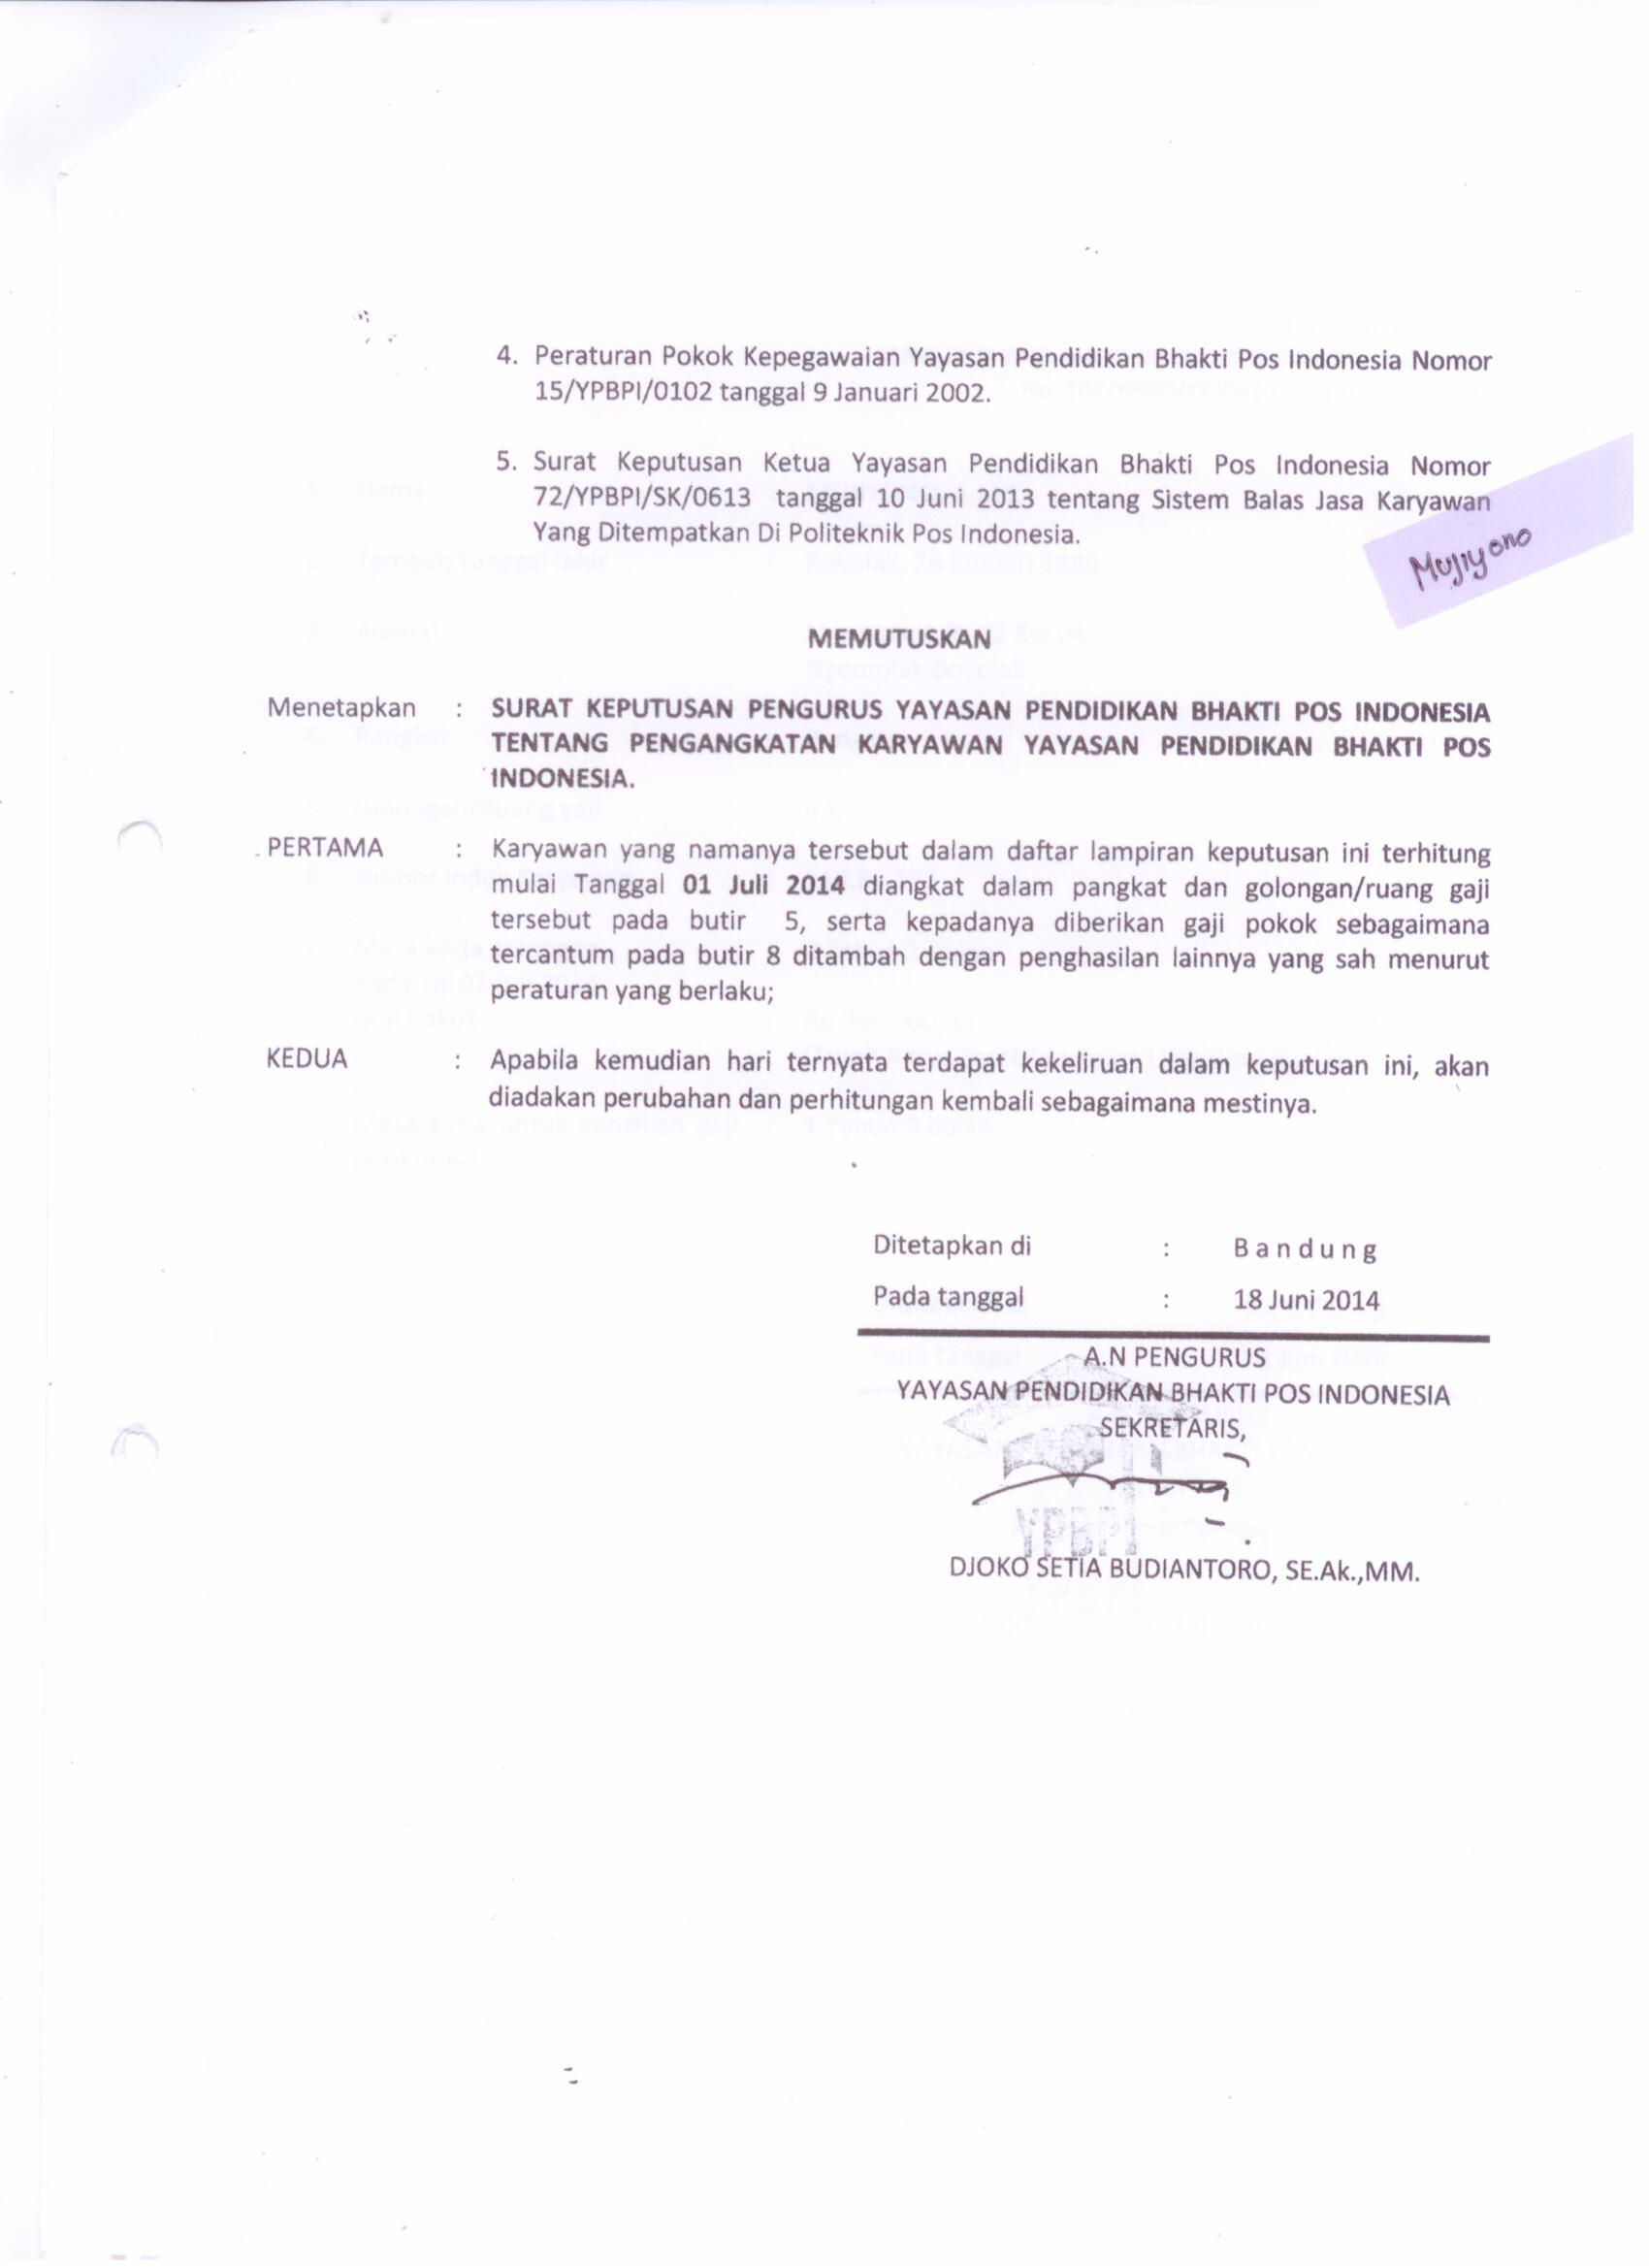 4. Peraturan Pokok Kepegawaian Yayasan Pendidikan Bhakti Pos Indonesia Nomor
15/YPBPI/0102 tanggal 9 Januari 2002.
5. Surat Keputusan Ketua Yayasan Pendidikan Bhakti Pos Indonesia Nomor
72/YPBPI/SK/0613 tanggal 10 Juni 2013 tentang Sistem Balas Jasa Karyawan
Yang Ditempatkan Di Politeknik Pos Indonesia.
Mujiyono
MEMUTUSKAN
Menetapkan : SURAT KEPUTUSAN PENGURUS YAYASAN PENDIDIKAN BHAKTI POS INDONESIA
TENTANG PENGANGKATAN KARYAWAN YAYASAN PENDIDIKAN BHAKTI POS
INDONESIA.
PERTAMA : Karyawan yang namanya tersebut dalam daftar lampiran keputusan ini terhitung
mulai Tanggal 01 Juli 2014 diangkat dalam pangkat dan golongan/ruang gaji
tersebut pada butir 5, serta kepadanya diberikan gaji pokok sebagaimana
tercantum pada butir 8 ditambah dengan penghasilan lainnya yang sah menurut
peraturan yang berlaku;
KEDUA : Apabila kemudian hari ternyata terdapat kekeliruan dalam keputusan ini, akan
diadakan perubahan dan perhitungan kembali sebagaimana mestinya.
Ditetapkan di : B a n d u n g
Pada tanggal : 18 Juni 2014
A.N PENGURUS
YAYASAN PENDIDIKAN BHAKTI POS INDONESIA
SEKRETARIS,
YPBPI
DJOKO SETIA BUDIANTORO, SE.Ak.,MM.